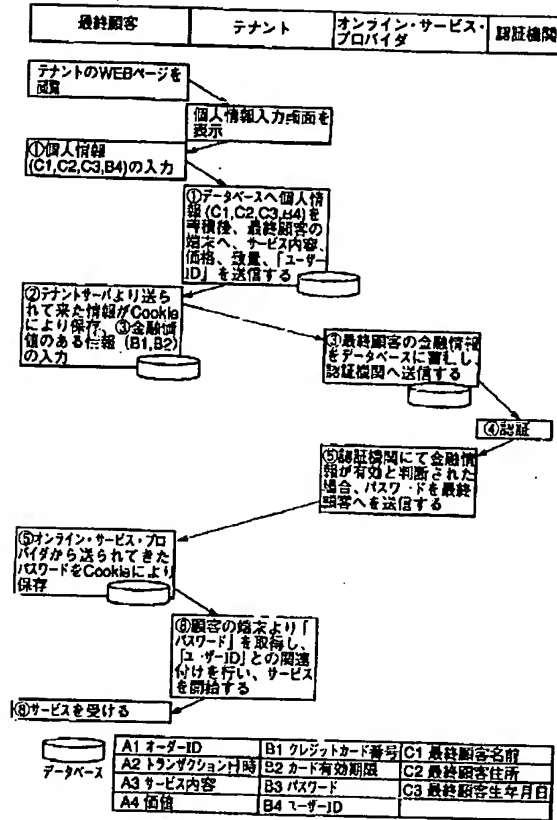 最終顧客
テナント
オンライン・サービス・
プロバイダ
認証機関
テナントのWEBページを
閲覧
個人情報入力画面を
表示
①個人情報
(C1,C2,C3,B4)の入力
①データベースへ個人情
報(C1,C2,C3,B4)を
蓄積後、最終顧客の
端末へ、サービス内容、
価格、数量、「ユーザー
ID」を送信する
②テナントサーバより送ら
れて来た情報がCookie
により保存、③金融価
値のある情報(B1,B2)
の入力
③最終顧客の金融情報
をデータベースに蓄積し
認証機関へ送信する
④認証
⑤認証機関にて金融情
報が有効と判断された
場合、パスワードを最終
顧客へを送信する
⑤オンライン・サービス・プロ
バイダから送られてきた
パスワードをCookieにより
保存
⑥顧客の端末より「
パスワード」を取得し、
「ユーザーID」との関連
付けを行い、サービス
を開始する
⑥サービスを受ける
データベース
A1 オーダーID B1 クレジットカード番号 C1 最終顧客名前
A2 トランザクション日時 B2 カード有効期限 C2 最終顧客住所
A3 サービス内容 B3 パスワード C3 最終顧客生年月日
A4 価値 B4 ユーザーID